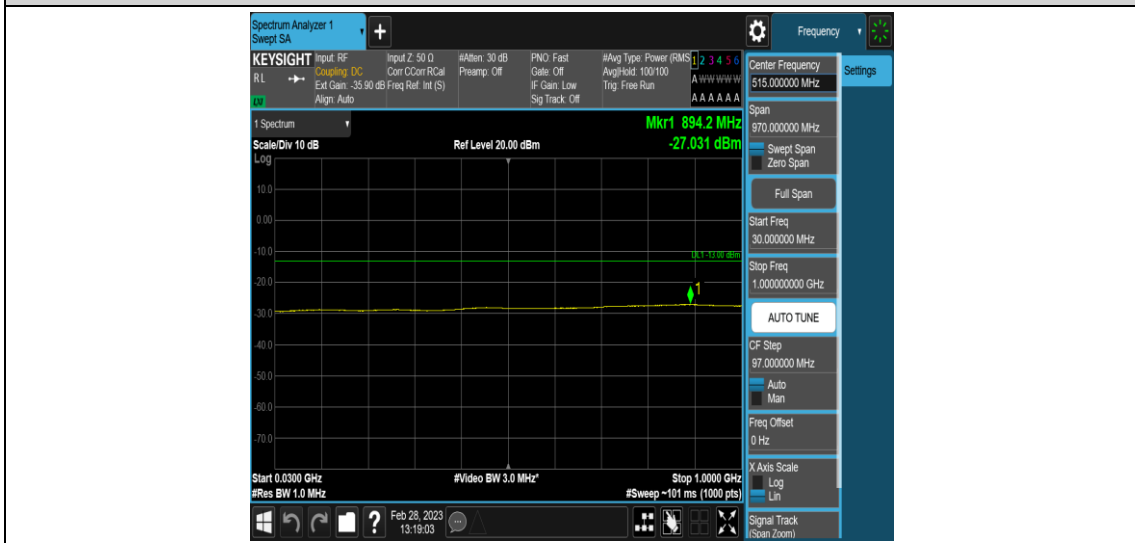 Spectrum Analyzer 1
Swept SA
Frequency
KEYSIGHT
RL
LXI
Input: RF
Coupling: DC
Ext Gain: -35.90 dB
Align: Auto
Input Z: 50 Ω
Corr CCorr RCal
Freq Ref: Int (S)
#Atten: 30 dB
Preamp: Off
PNO: Fast
Gate: Off
IF Gain: Low
Sig Track: Off
#Avg Type: Power (RMS
Avg|Hold: 100/100
Trig: Free Run
1 2 3 4 5 6
A W W W W W
A A A A A A
1 Spectrum
Scale/Div 10 dB
Ref Level 20.00 dBm
Mkr1 894.2 MHz
-27.031 dBm
Log
10.0
0.00
-10.0
DL1 -13.00 dBm
-20.0
1
-30.0
-40.0
-50.0
-60.0
-70.0
Start 0.0300 GHz
#Res BW 1.0 MHz
#Video BW 3.0 MHz*
Stop 1.0000 GHz
#Sweep ~101 ms (1000 pts)
?
Feb 28, 2023
13:19:03
Center Frequency
515.000000 MHz
Settings
Span
970.000000 MHz
Swept Span
Zero Span
Full Span
Start Freq
30.000000 MHz
Stop Freq
1.000000000 GHz
AUTO TUNE
CF Step
97.000000 MHz
Auto
Man
Freq Offset
0 Hz
X Axis Scale
Log
Lin
Signal Track
(Span Zoom)